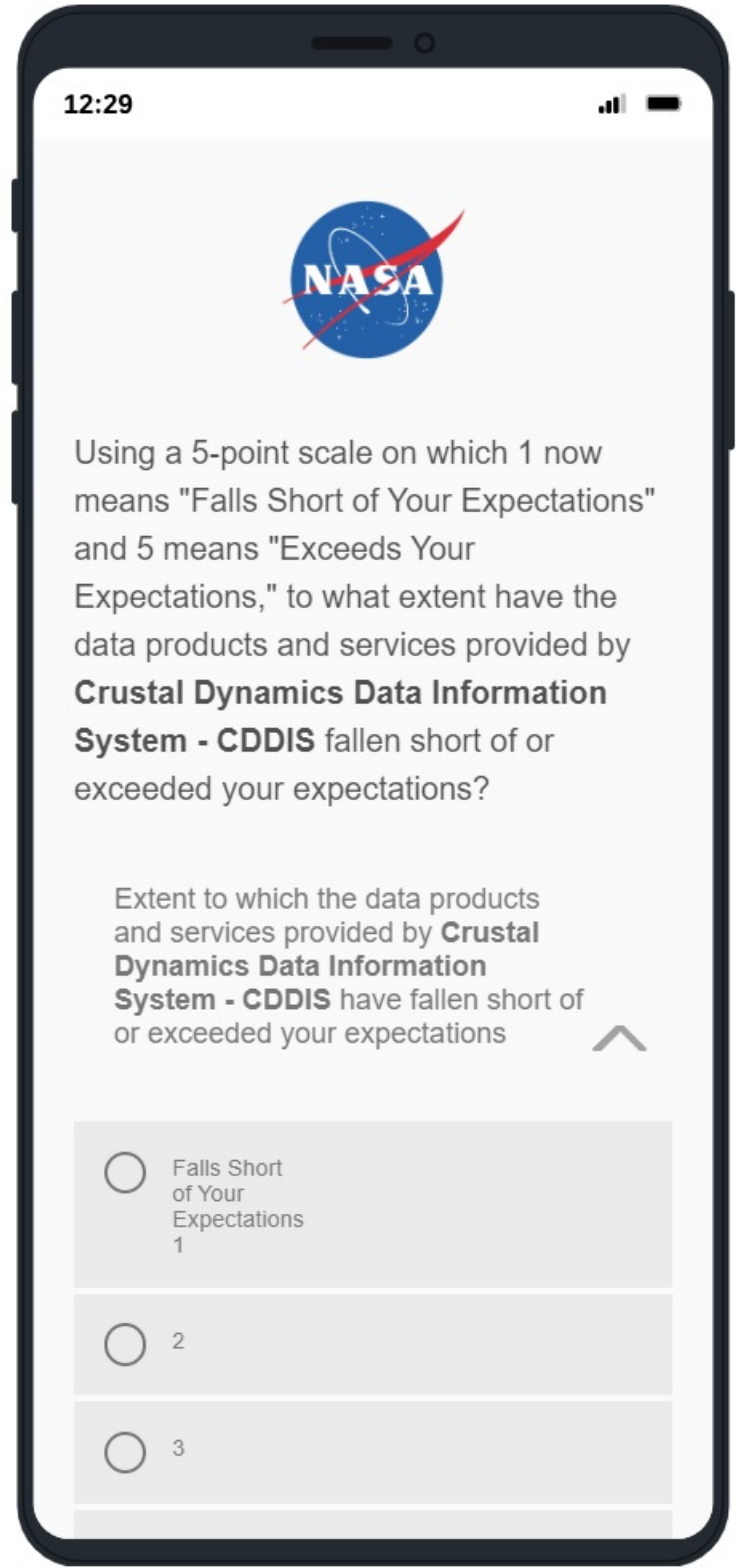 12:29
NASA
Using a 5-point scale on which 1 now
means "Falls Short of Your Expectations"
and 5 means "Exceeds Your
Expectations," to what extent have the
data products and services provided by
Crustal Dynamics Data Information
System - CDDIS fallen short of or
exceeded your expectations?
Extent to which the data products
and services provided by Crustal
Dynamics Data Information
System - CDDIS have fallen short of
or exceeded your expectations
Falls Short
of Your
Expectations
1
2
3